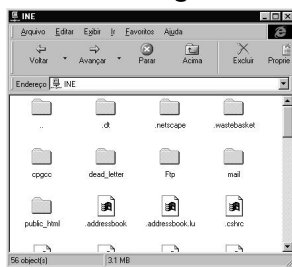 INE
Arquivo Editar Exibir Ir Favoritos Ajuda
Voltar Avançar Parar Acima Excluir Proprie
Endereço INE
.. .dt .netscape .wastebasket
cpgcc dead_letter Ftp mail
public_html .addressbook .addressbook.lu .cshrc
56 object(s) 3.1 MB